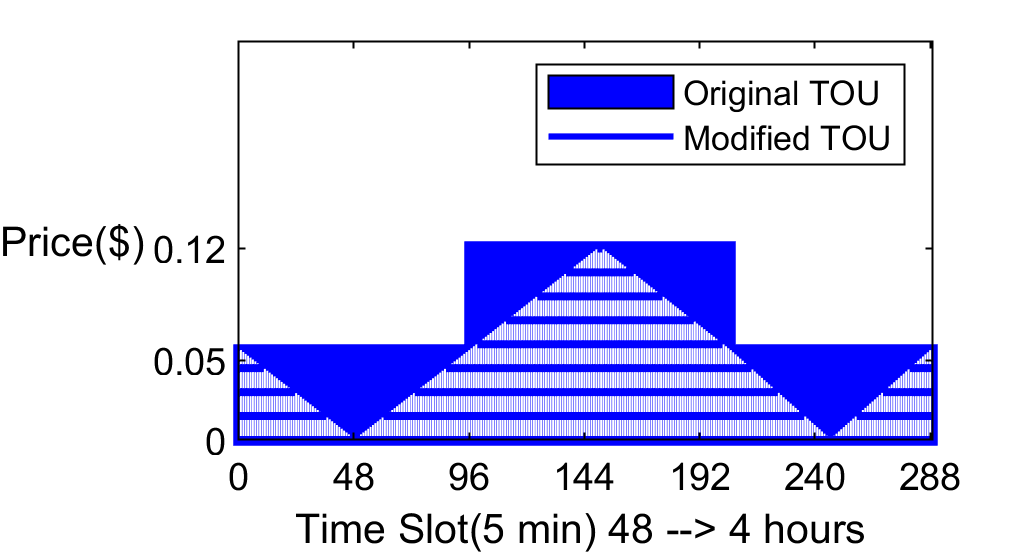 Original TOU
Modified TOU
Price($)
0.12
0.05
0
0 48 96 144 192 240 288
Time Slot(5 min) 48 --> 4 hours